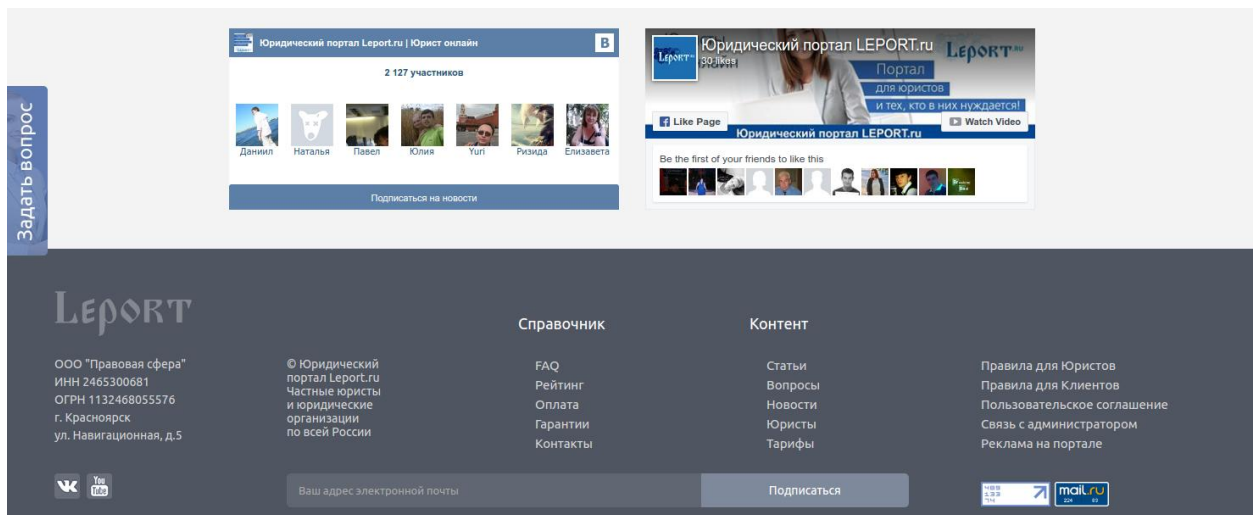 Юридический портал Leport.ru | Юрист онлайн
В
2 127 участников
Даниил
Наталья
Павел
Юлия
Yuri
Ризида
Елизавета
Подписаться на новости
Юридический портал LEPORT.ru
30 likes
LEPORT
LEPORT.ru
Портал
для юристов
и тех, кто в них нуждается!
Like Page
Watch Video
Юридический портал LEPORT.ru
Be the first of your friends to like this
Задать вопрос
LEPORT
ООО "Правовая сфера"
ИНН 2465300681
ОГРН 1132468055576
г. Красноярск
ул. Навигационная, д.5
© Юридический
портал Leport.ru
Частные юристы
и юридические
организации
по всей России
Справочник
FAQ
Рейтинг
Оплата
Гарантии
Контакты
Контент
Статьи
Вопросы
Новости
Юристы
Тарифы
Правила для Юристов
Правила для Клиентов
Пользовательское соглашение
Связь с администратором
Реклама на портале
You
Tube
Ваш адрес электронной почты
Подписаться
mail.ru